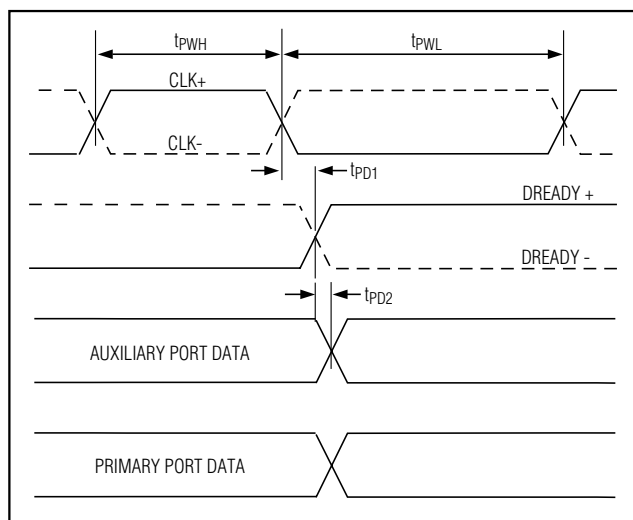 tPWH
tPWL
CLK+
CLK-
tPD1
DREADY +
DREADY -
tPD2
AUXILIARY PORT DATA
PRIMARY PORT DATA